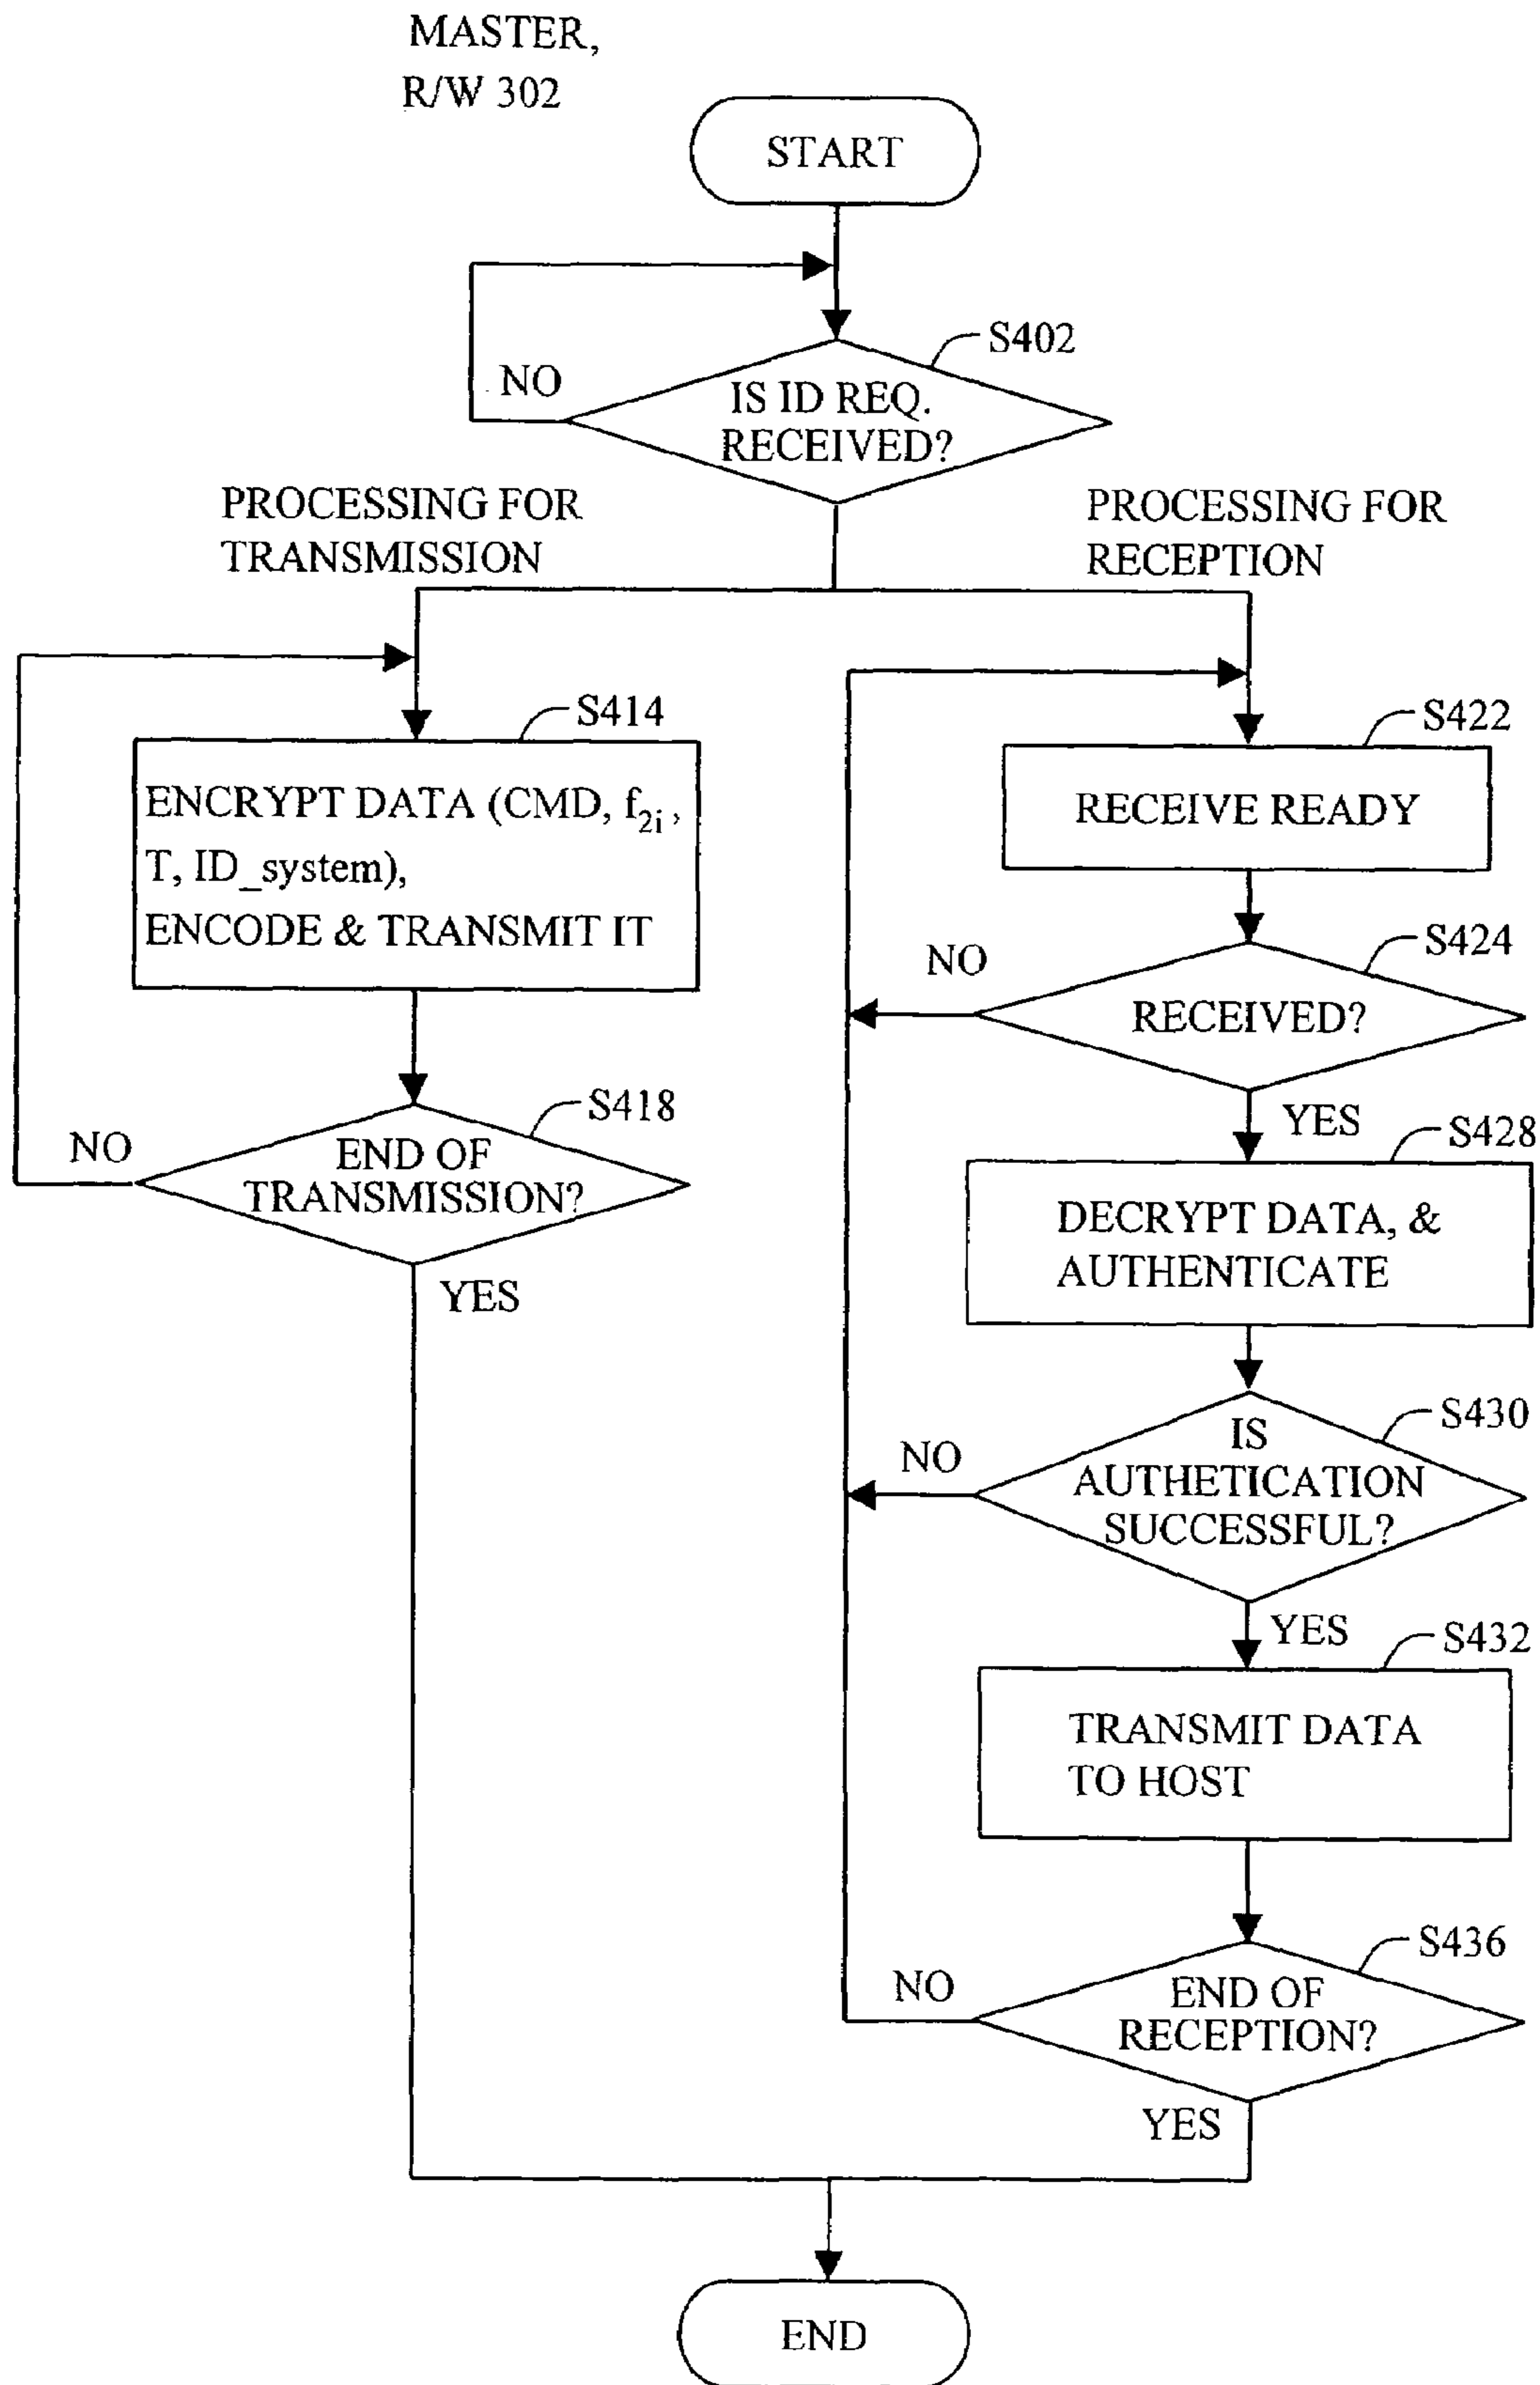 MASTER,
R/W 302
START
S402
NO
IS ID REQ.
RECEIVED?
PROCESSING FOR
TRANSMISSION
PROCESSING FOR
RECEPTION
S414
ENCRYPT DATA (CMD, f2i,
T, ID_system),
ENCODE & TRANSMIT IT
S418
NO
END OF
TRANSMISSION?
YES
S422
RECEIVE READY
S424
NO
RECEIVED?
YES
S428
DECRYPT DATA, &
AUTHENTICATE
S430
NO
IS
AUTHETICATION
SUCCESSFUL?
YES
S432
TRANSMIT DATA
TO HOST
S436
NO
END OF
RECEPTION?
YES
END